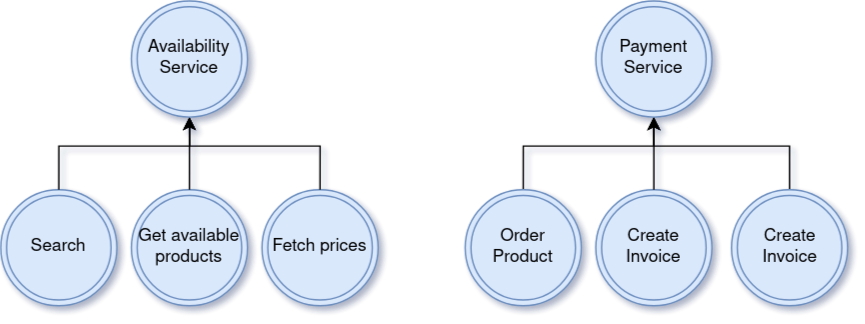 Availability
Service
Payment
Service
Search
Get available
products
Fetch prices
Order
Product
Create
Invoice
Create
Invoice